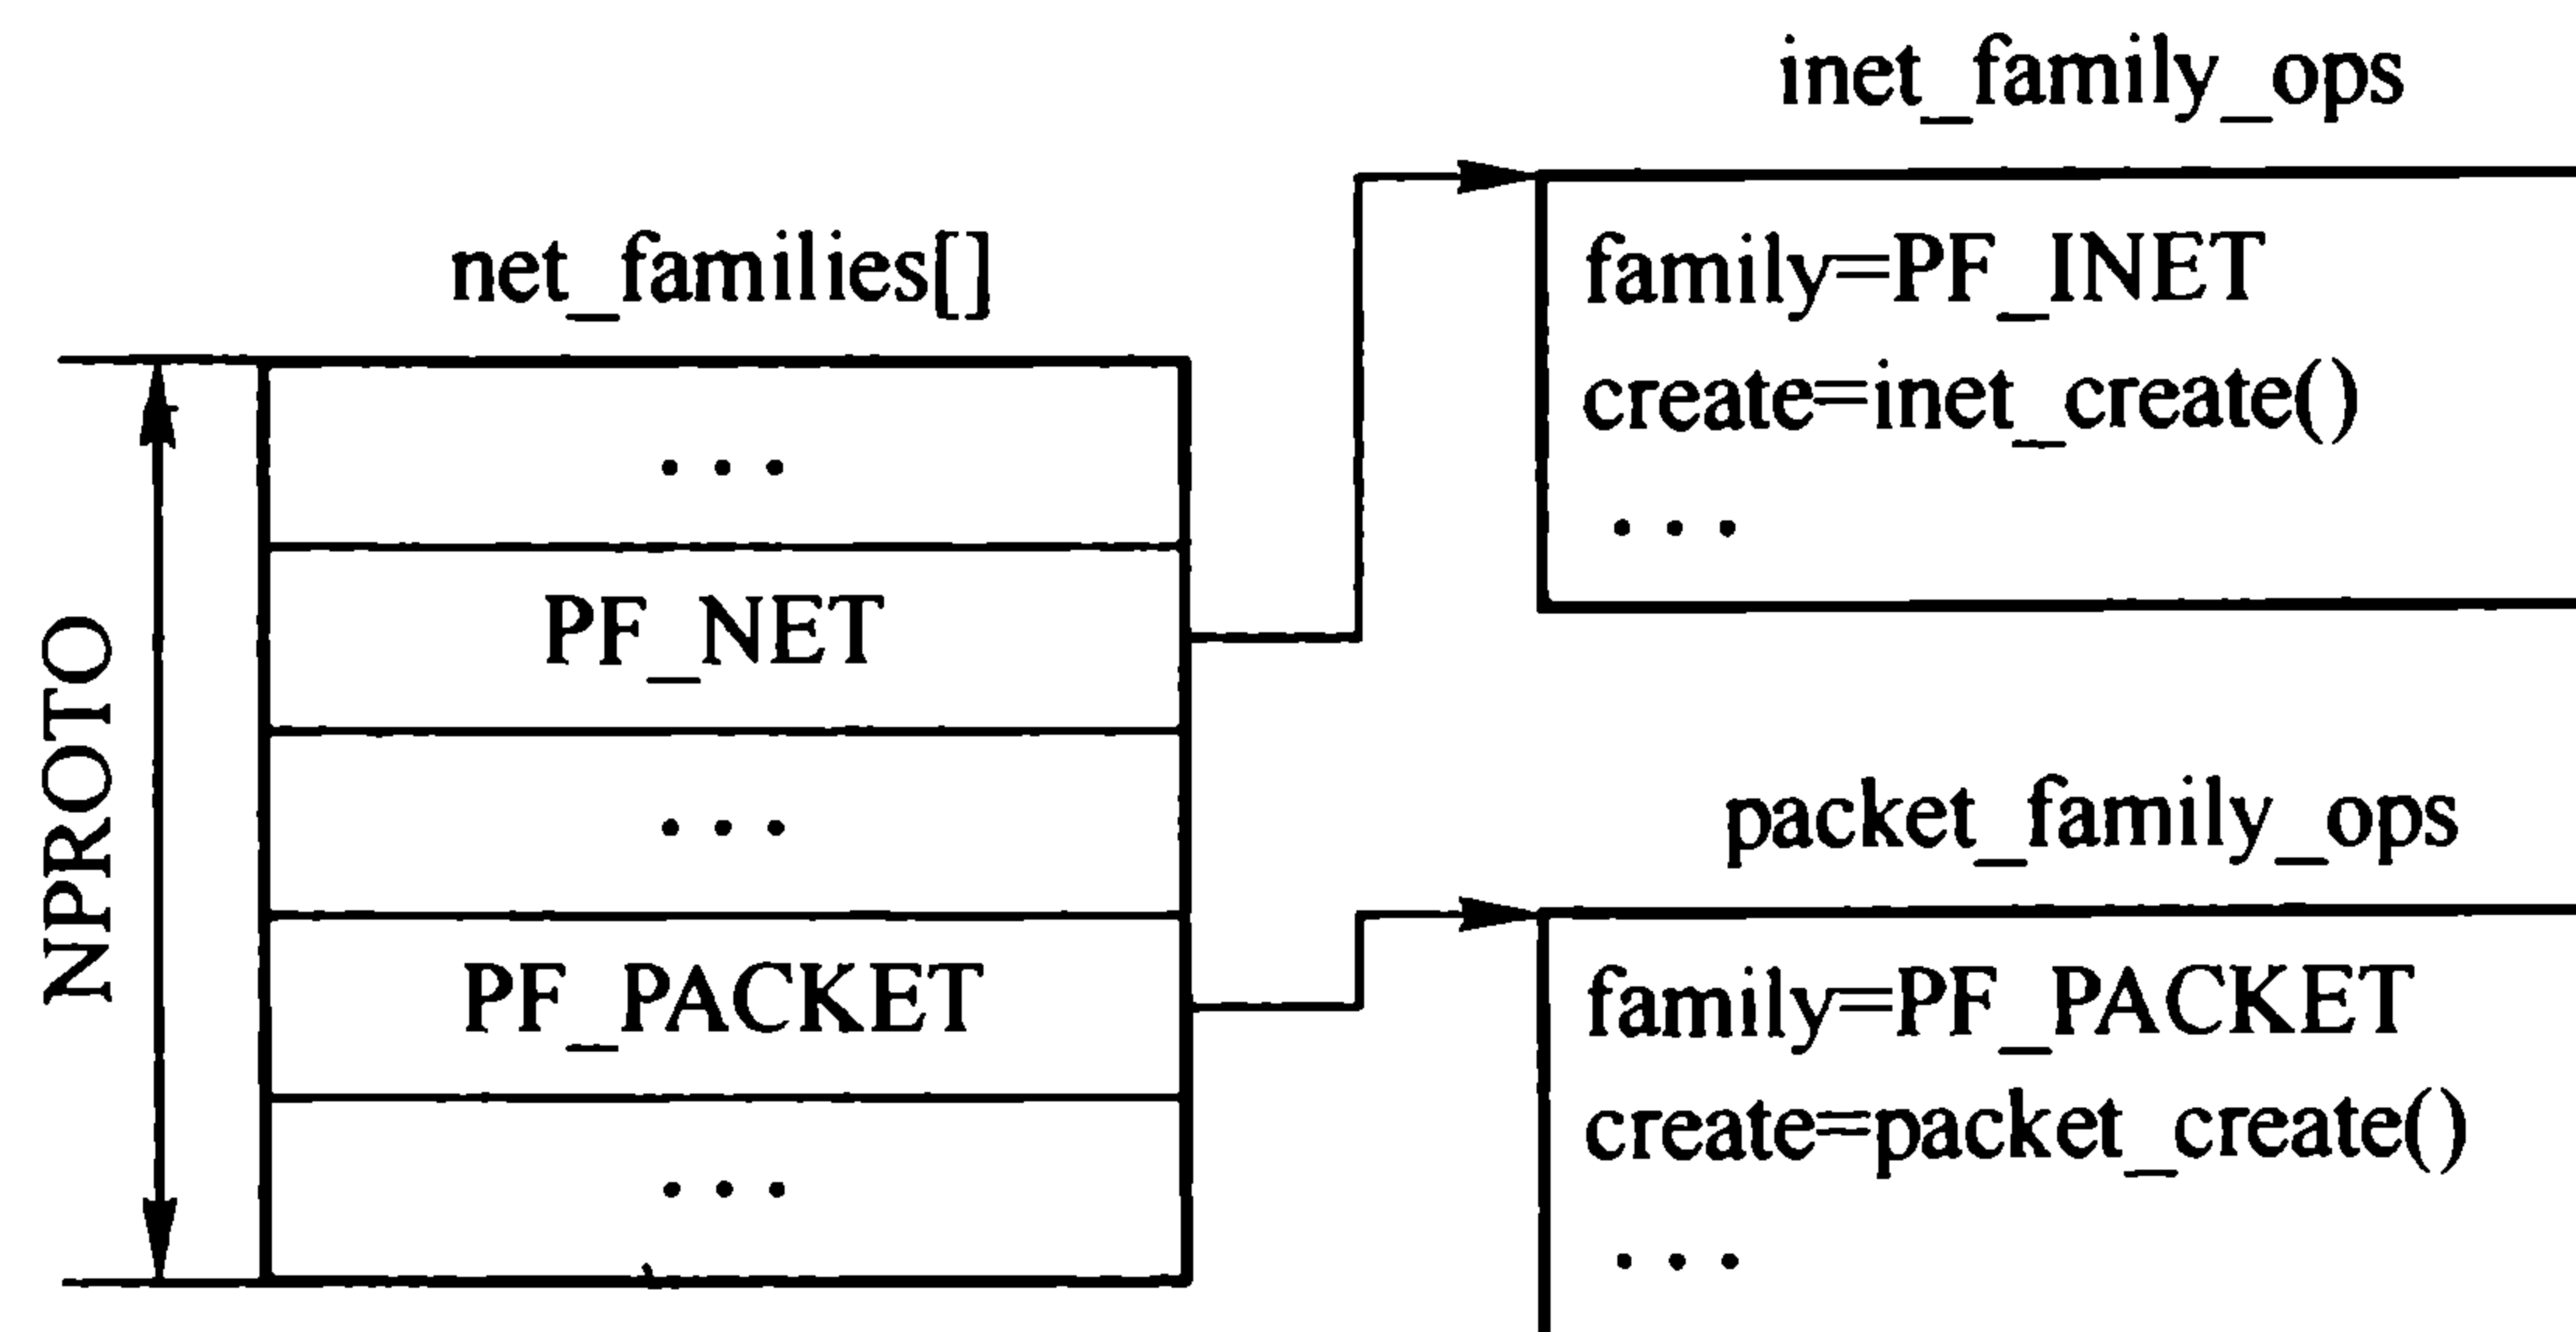 inet_family_ops
family=PF_INET
create=inet_create()
...
net_families[]
...
PF_NET
...
PF_PACKET
...
NPROTO
packet_family_ops
family=PF_PACKET
create=packet_create()
...